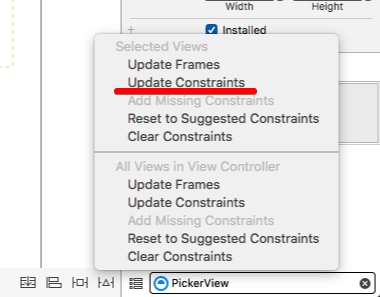 Width Height
Installed
Selected Views
Update Frames
Update Constraints
Add Missing Constraints
Reset to Suggested Constraints
Clear Constraints
All Views in View Controller
Update Frames
Update Constraints
Add Missing Constraints
Reset to Suggested Constraints
Clear Constraints
PickerView